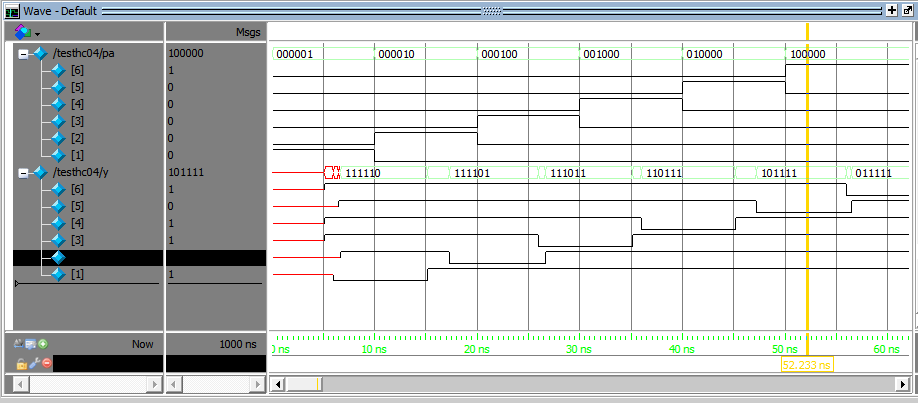 Wave - Default
Msgs
/testhc04/pa 100000 000001 000010 000100 001000 010000 100000
[6] 1
[5] 0
[4] 0
[3] 0
[2] 0
[1] 0
/testhc04/y 101111 111110 111101 111011 110111 101111 011111
[6] 1
[5] 0
[4] 1
[3] 1
[1] 1
Now 1000 ns 0 ns 10 ns 20 ns 30 ns 40 ns 50 ns 60 ns
52.233 ns